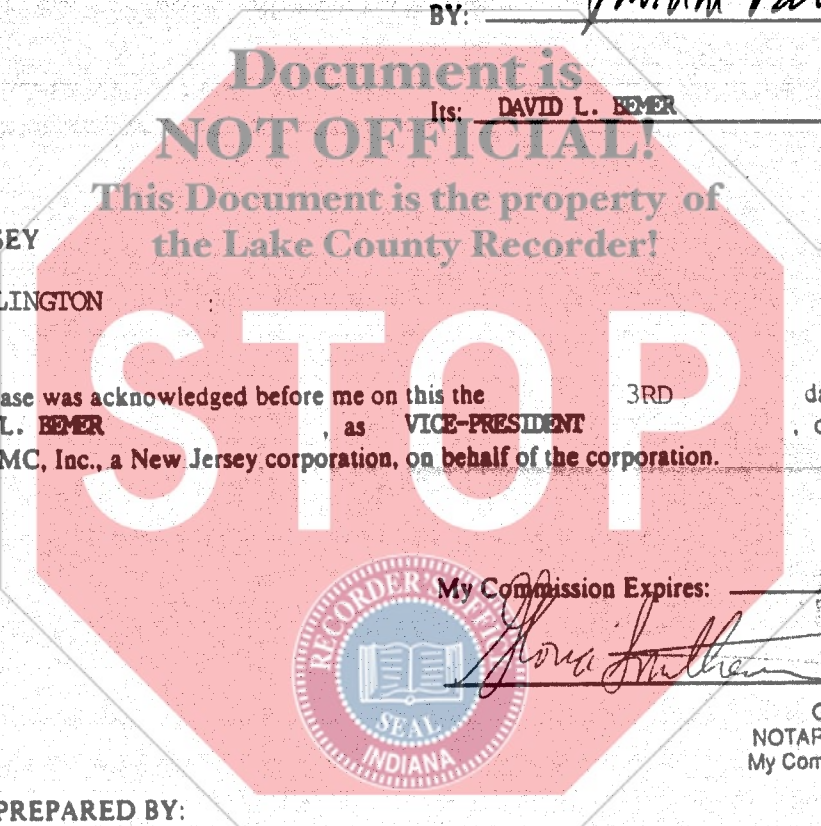 BY:
Document is
Its: DAVID L. BEMER
NOT OFFICIAL!
This Document is the property of
SEY
the Lake County Recorder!
LINGTON :
STOP
ase was acknowledged before me on this the 3RD da
L. BEMER , as VICE-PRESIDENT , o
MC, Inc., a New Jersey corporation, on behalf of the corporation.
My Commission Expires:
RECORDER'S OFFICE
SEAL
INDIANA
NOTAR
My Com
PREPARED BY: